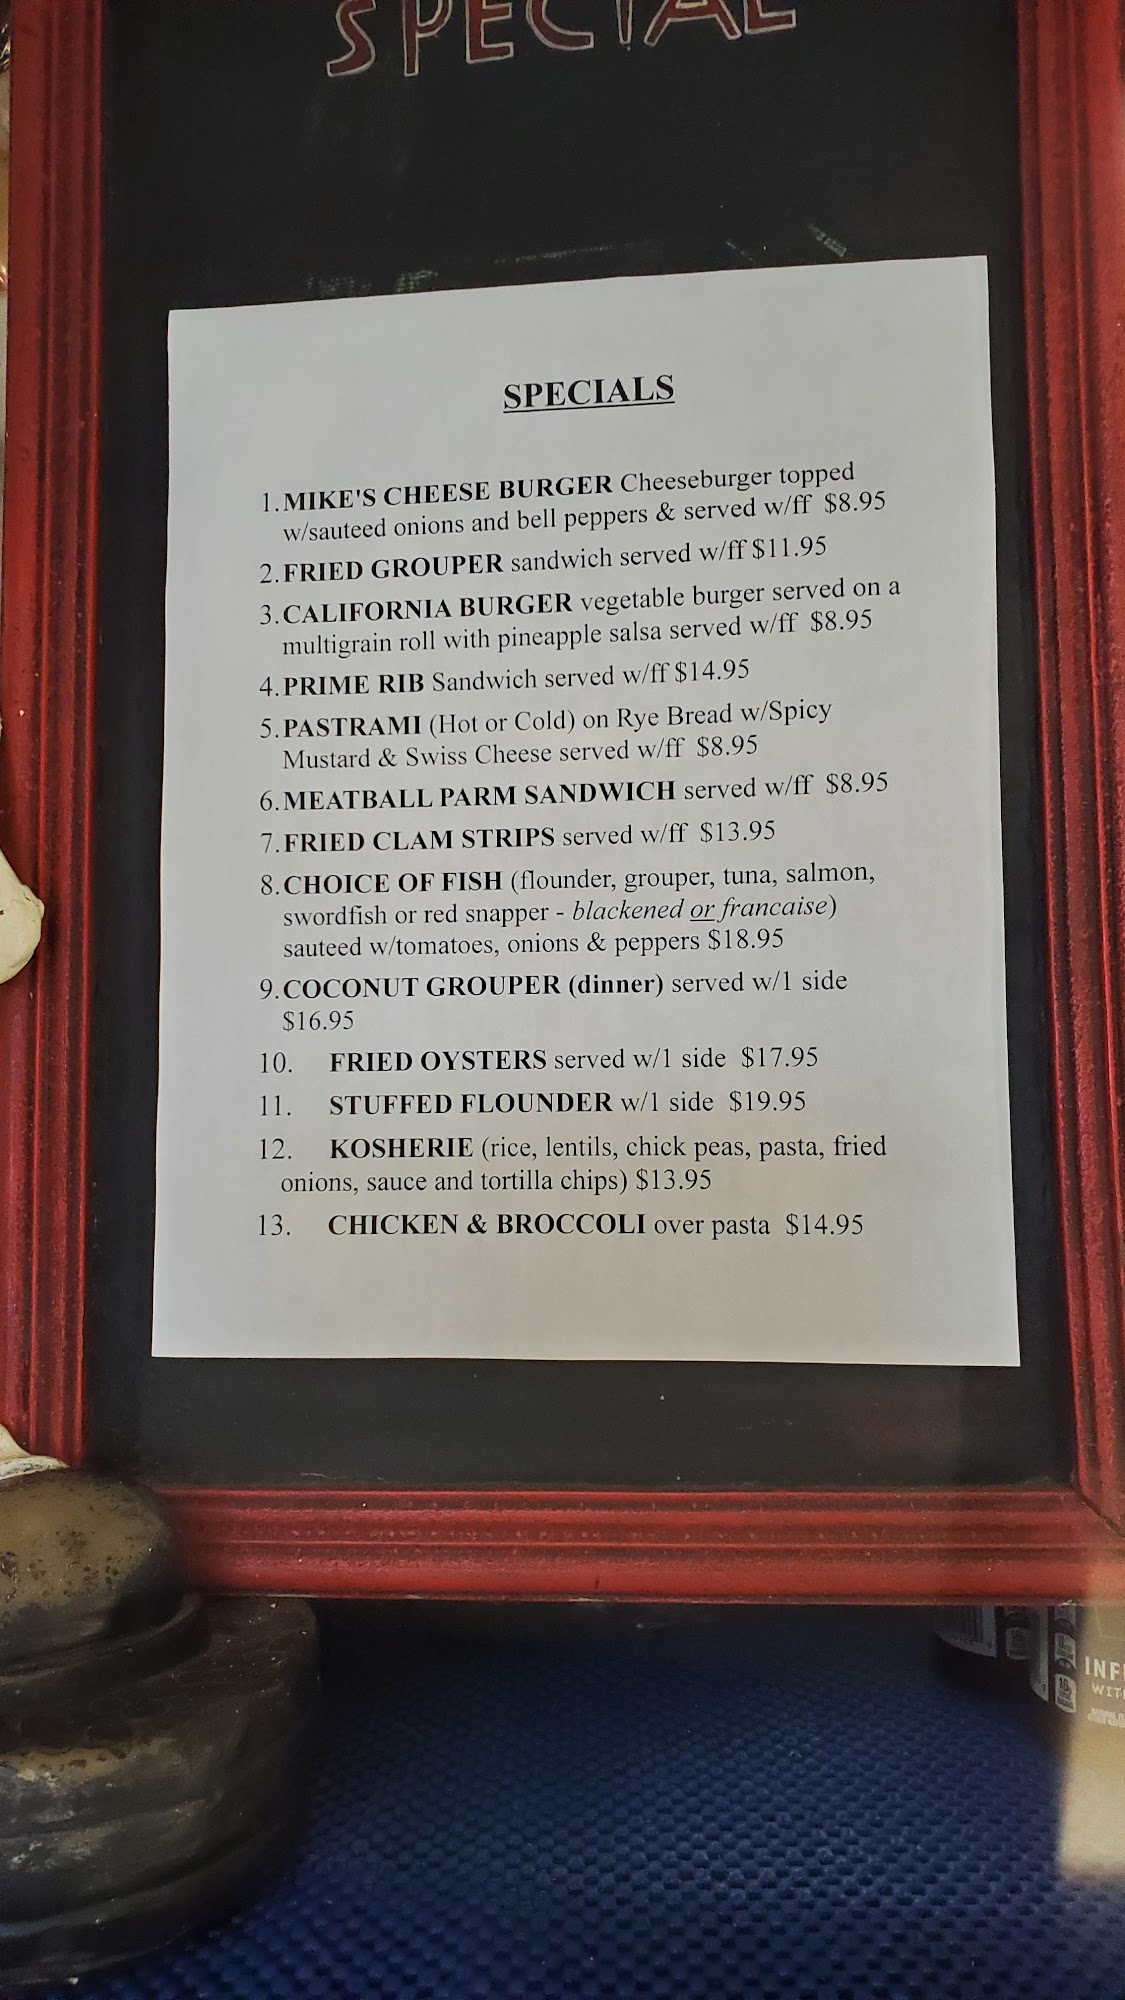 SPECIAL
SPECIALS
1. MIKE'S CHEESE BURGER Cheeseburger topped
w/sauteed onions and bell peppers & served w/ff $8.95
2. FRIED GROUPER sandwich served w/ff $11.95
3. CALIFORNIA BURGER vegetable burger served on a
multigrain roll with pineapple salsa served w/ff $8.95
4. PRIME RIB Sandwich served w/ff $14.95
5. PASTRAMI (Hot or Cold) on Rye Bread w/Spicy
Mustard & Swiss Cheese served w/ff $8.95
6. MEATBALL PARM SANDWICH served w/ff $8.95
7. FRIED CLAM STRIPS served w/ff $13.95
8. CHOICE OF FISH (flounder, grouper, tuna, salmon,
swordfish or red snapper - blackened or francaise)
sauteed w/tomatoes, onions & peppers $18.95
9. COCONUT GROUPER (dinner) served w/1 side
$16.95
10. FRIED OYSTERS served w/1 side $17.95
11. STUFFED FLOUNDER w/1 side $19.95
12. KOSHERIE (rice, lentils, chick peas, pasta, fried
onions, sauce and tortilla chips) $13.95
13. CHICKEN & BROCCOLI over pasta $14.95